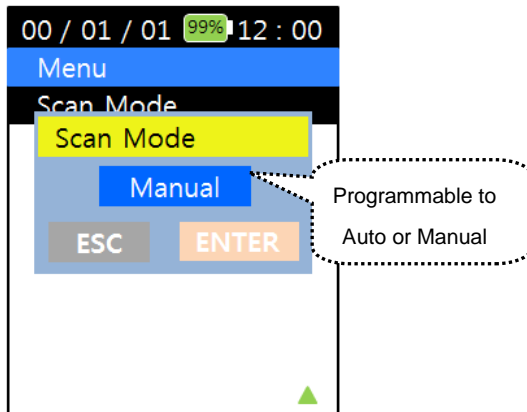 00 / 01 / 01 99% 12 : 00
Menu
Scan Mode
Scan Mode
Manual
Programmable to
Auto or Manual
ESC ENTER